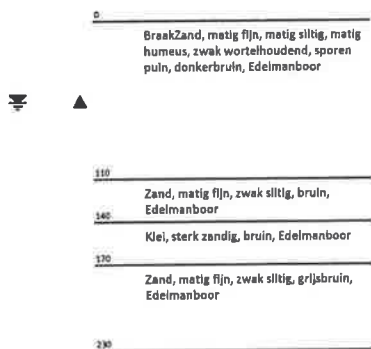 0
BraakZand, matig fijn, matig siltig, matig
humeus, zwak wortelhoudend, sporen
puin, donkerbruin, Edelmanboor
110
Zand, matig fijn, zwak siltig, bruin,
Edelmanboor
140
Klei, sterk zandig, bruin, Edelmanboor
170
Zand, matig fijn, zwak siltig, grijsbruin,
Edelmanboor
230